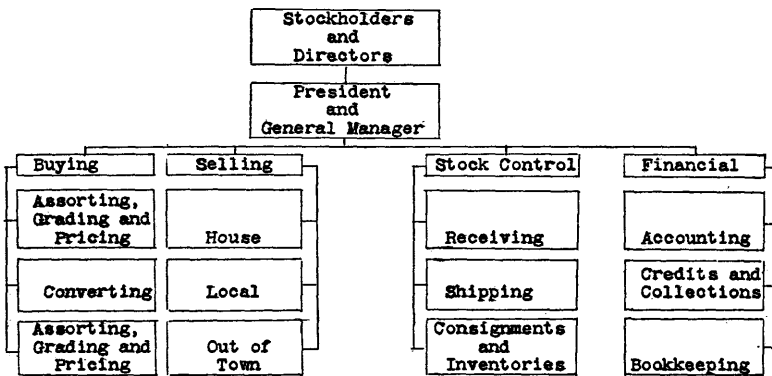 Stockholders
and
Directors
President
and
General Manager
Buying
Selling
Stock Control
Financial
Assorting,
Grading and
Pricing
House
Receiving
Accounting
Converting
Local
Shipping
Credits and
Collections
Assorting,
Grading and
Pricing
Out of
Town
Consignments
and
Inventories
Bookkeeping